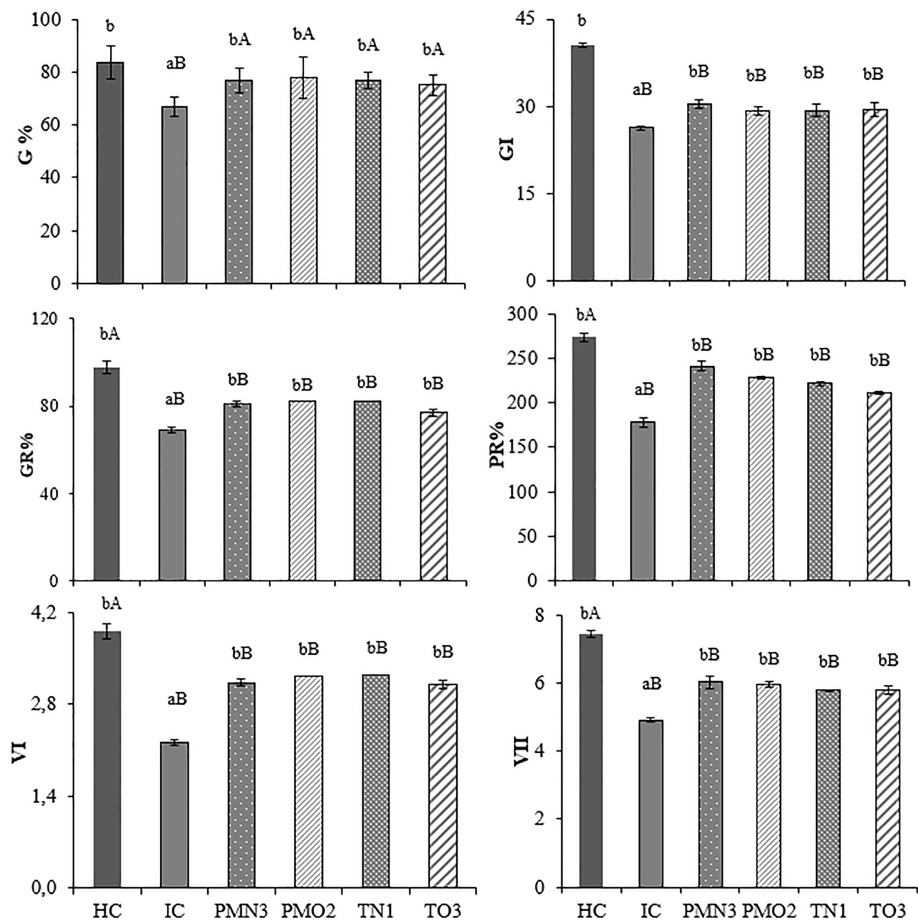 100
80
60
40
20
0
G %
b
aB
bA
bA
bA
bA
45
30
15
0
GI
b
aB
bB
bB
bB
bB
120
80
40
0
GR%
bA
aB
bB
bB
bB
bB
300
250
200
150
100
50
0
PR%
bA
aB
bB
bB
bB
bB
4,2
2,8
1,4
0,0
VI
bA
aB
bB
bB
bB
bB
HC IC PMN3 PMO2 TN1 TO3
8
6
4
2
0
VII
bA
aB
bB
bB
bB
bB
HC IC PMN3 PMO2 TN1 TO3